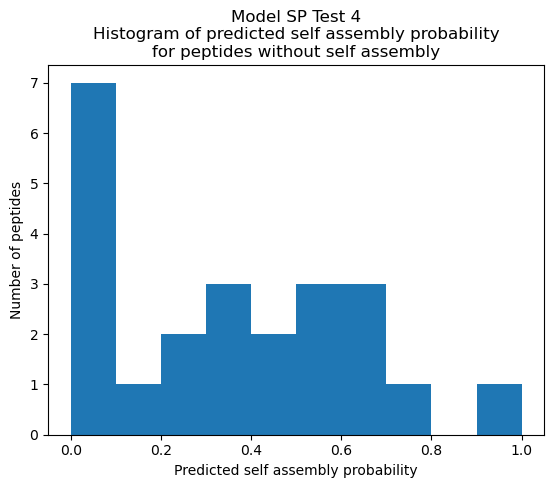 Model SP Test 4
Histogram of predicted self assembly probability
for peptides without self assembly
7
6
5
4
3
2
1
0
Number of peptides
0.0 0.2 0.4 0.6 0.8 1.0
Predicted self assembly probability